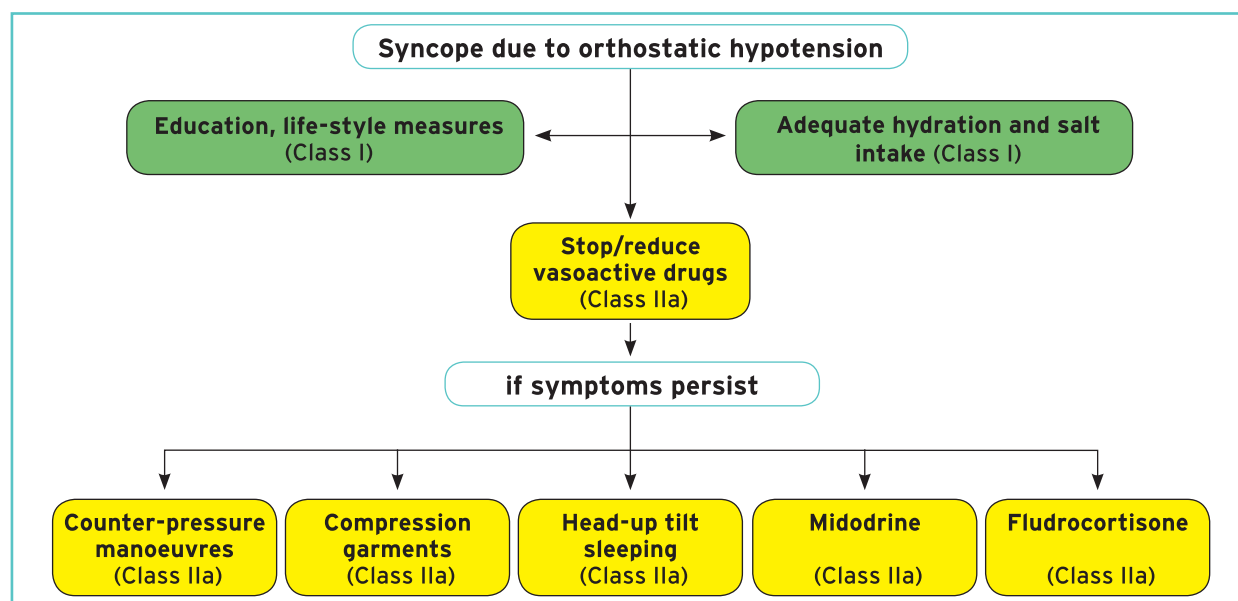 Syncope due to orthostatic hypotension
Education, life-style measures
(Class I)
Adequate hydration and salt
intake (Class I)
Stop/reduce
vasoactive drugs
(Class IIa)
if symptoms persist
Counter-pressure
manoeuvres
(Class IIa)
Compression
garments
(Class IIa)
Head-up tilt
sleeping
(Class IIa)
Midodrine
(Class IIa)
Fludrocortisone
(Class IIa)